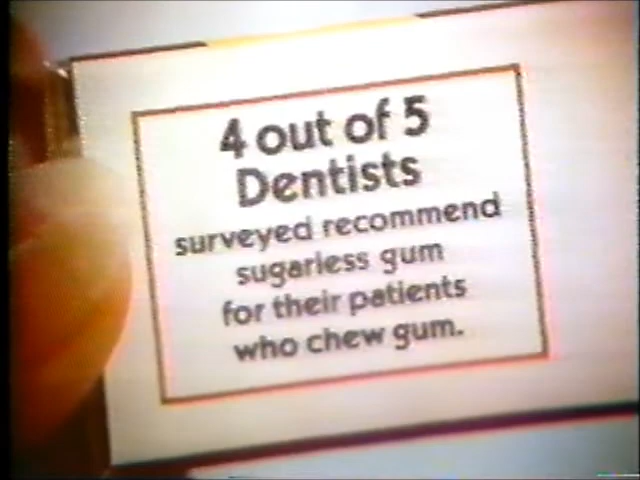 4 out of 5
Dentists
surveyed recommend
sugarless gum
for their patients
who chew gum.